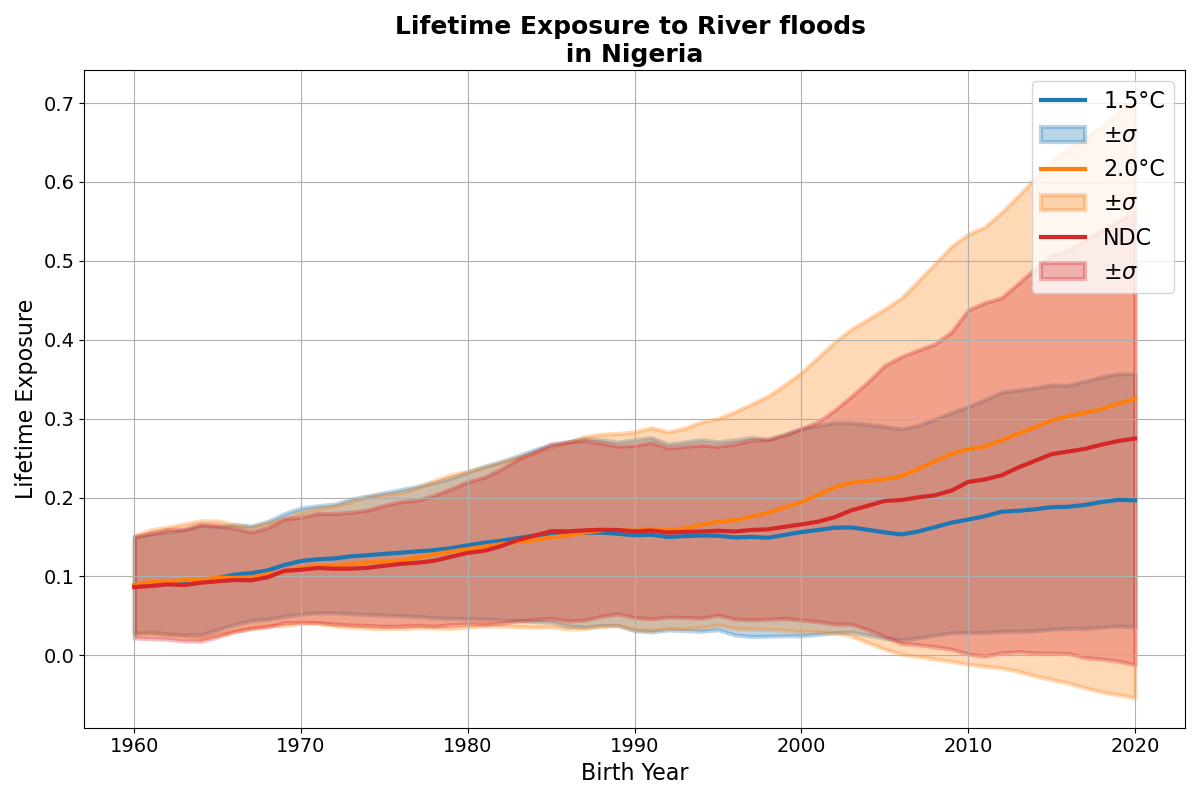 Lifetime Exposure to River floods
in Nigeria
Lifetime Exposure
0.7
0.6
0.5
0.4
0.3
0.2
0.1
0.0
1960 1970 1980 1990 2000 2010 2020
Birth Year
1.5°C
±σ
2.0°C
±σ
NDC
±σ